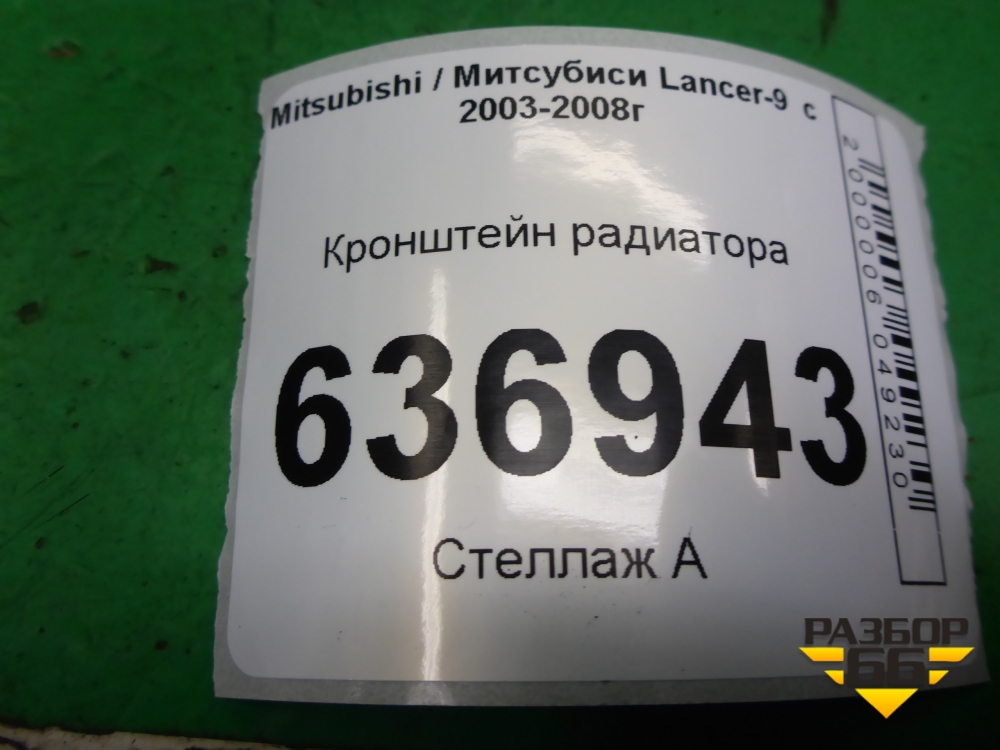 Mitsubishi / Митсубиси Lancer-9 с
2003-2008г
Кронштейн радиатора
636943
Стеллаж А
2000006049230
РАЗБОР
66